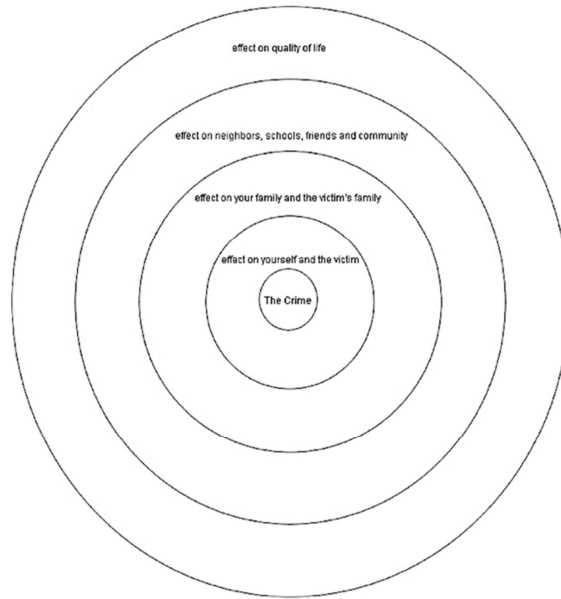 effect on quality of life
effect on neighbors, schools, friends and community
effect on your family and the victim's family
effect on yourself and the victim
The Crime